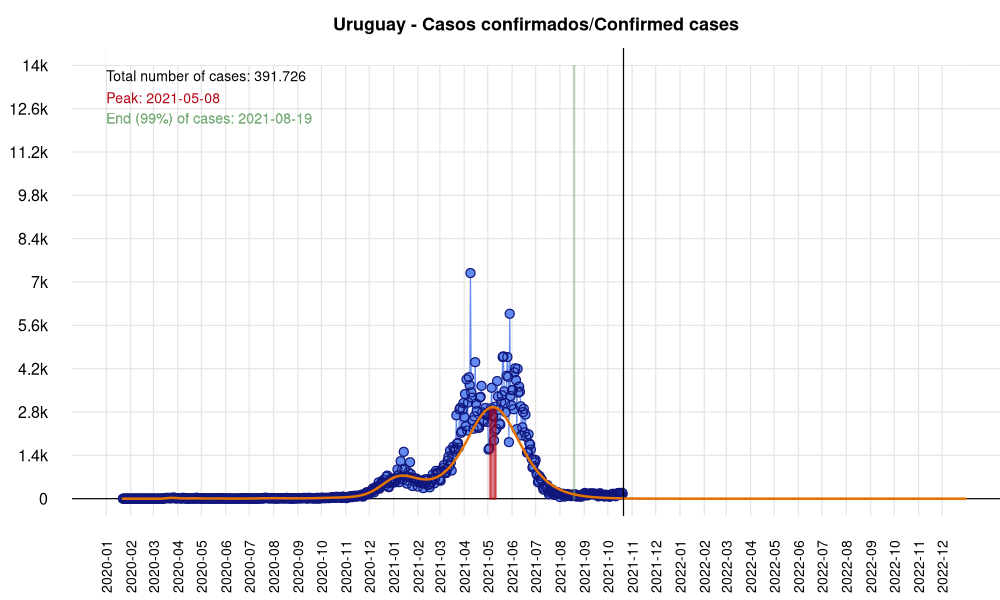 Uruguay - Casos confirmados/Confirmed cases
14k
12.6k
11.2k
9.8k
8.4k
7k
5.6k
4.2k
2.8k
1.4k
0
Total number of cases: 391.726
Peak: 2021-05-08
End (99%) of cases: 2021-08-19
2020-01
2020-02
2020-03
2020-04
2020-05
2020-06
2020-07
2020-08
2020-09
2020-10
2020-11
2020-12
2021-01
2021-02
2021-03
2021-04
2021-05
2021-06
2021-07
2021-08
2021-09
2021-10
2021-11
2021-12
2022-01
2022-02
2022-03
2022-04
2022-05
2022-06
2022-07
2022-08
2022-09
2022-10
2022-11
2022-12